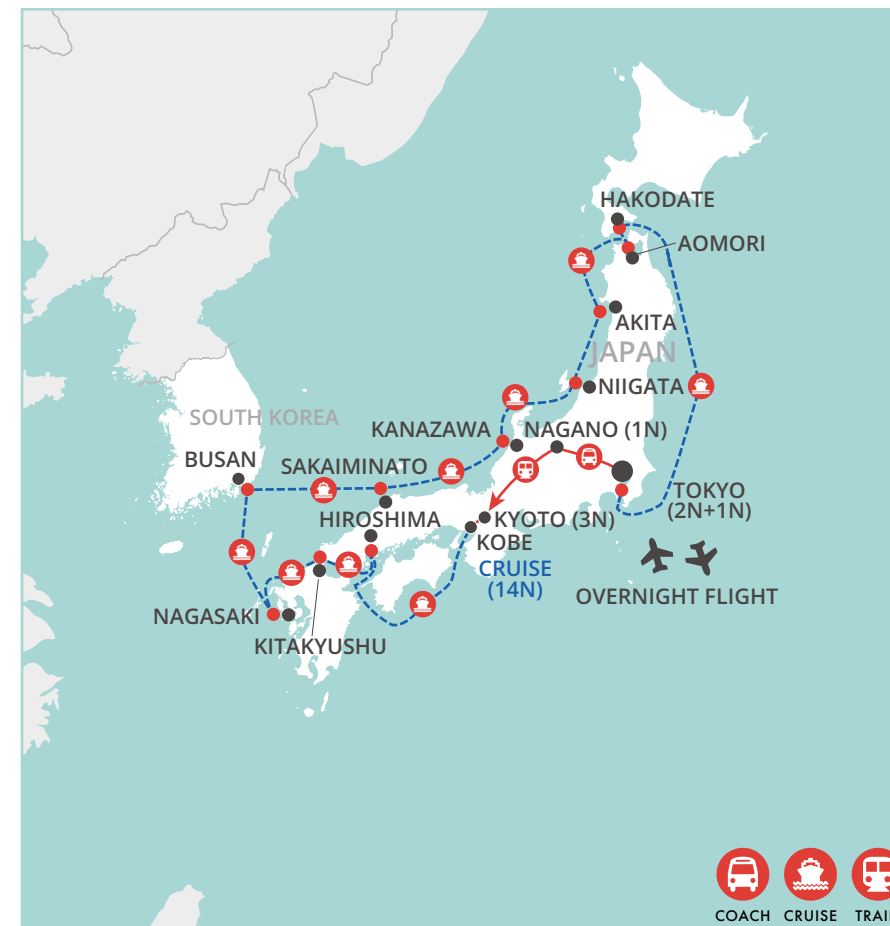 HAKODATE
AOMORI
AKITA
JAPAN
NIIGATA
SOUTH KOREA
KANAZAWA
NAGANO (1N)
BUSAN
SAKAIMINATO
TOKYO
(2N+1N)
HIROSHIMA
KYOTO (3N)
KOBE
CRUISE
(14N)
OVERNIGHT FLIGHT
NAGASAKI
KITAKYUSHU
COACH
CRUISE
TRAI